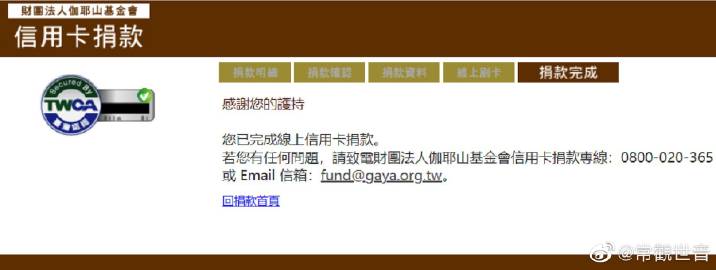 財團法人伽耶山基金會
信用卡捐款
捐款明細 捐款確認 捐款資料 線上刷卡 捐款完成
Secured By
TWCA
感謝您的護持
您已完成線上信用卡捐款。
若您有任何問題，請致電財團法人伽耶山基金會信用卡捐款專線：0800-020-365
或 Email 信箱：fund@gaya.org.tw。
回捐款首頁
@常觀世音